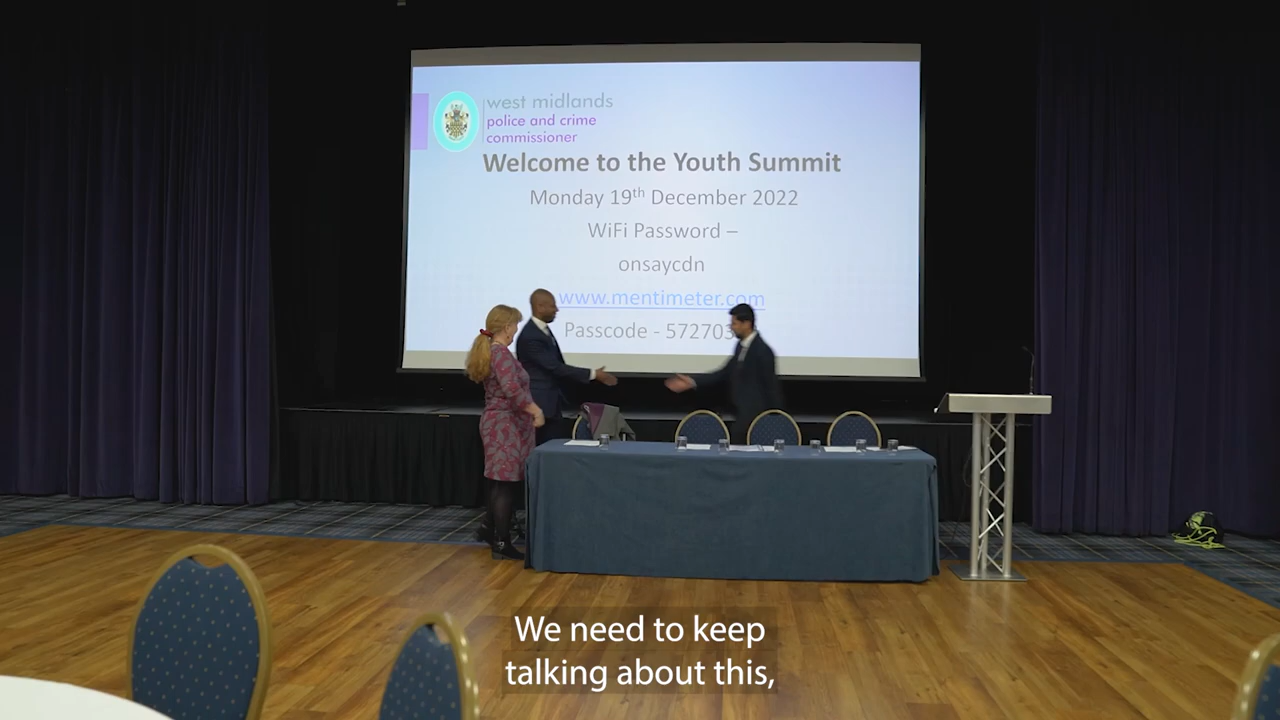 west midlands
police and crime
commissioner
Welcome to the Youth Summit
Monday 19th December 2022
WiFi Password –
onsaycdn
www.mentimeter.com
Passcode - 572703
We need to keep
talking about this,